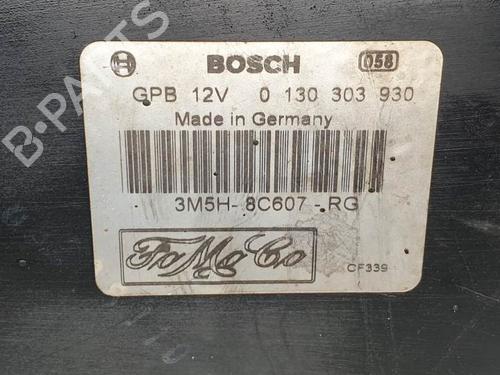 BOSCH 058
GPB 12V 0 130 303 930
Made in Germany
3M5H-8C607-RG
FoMoCo
CF339
B-PARTS